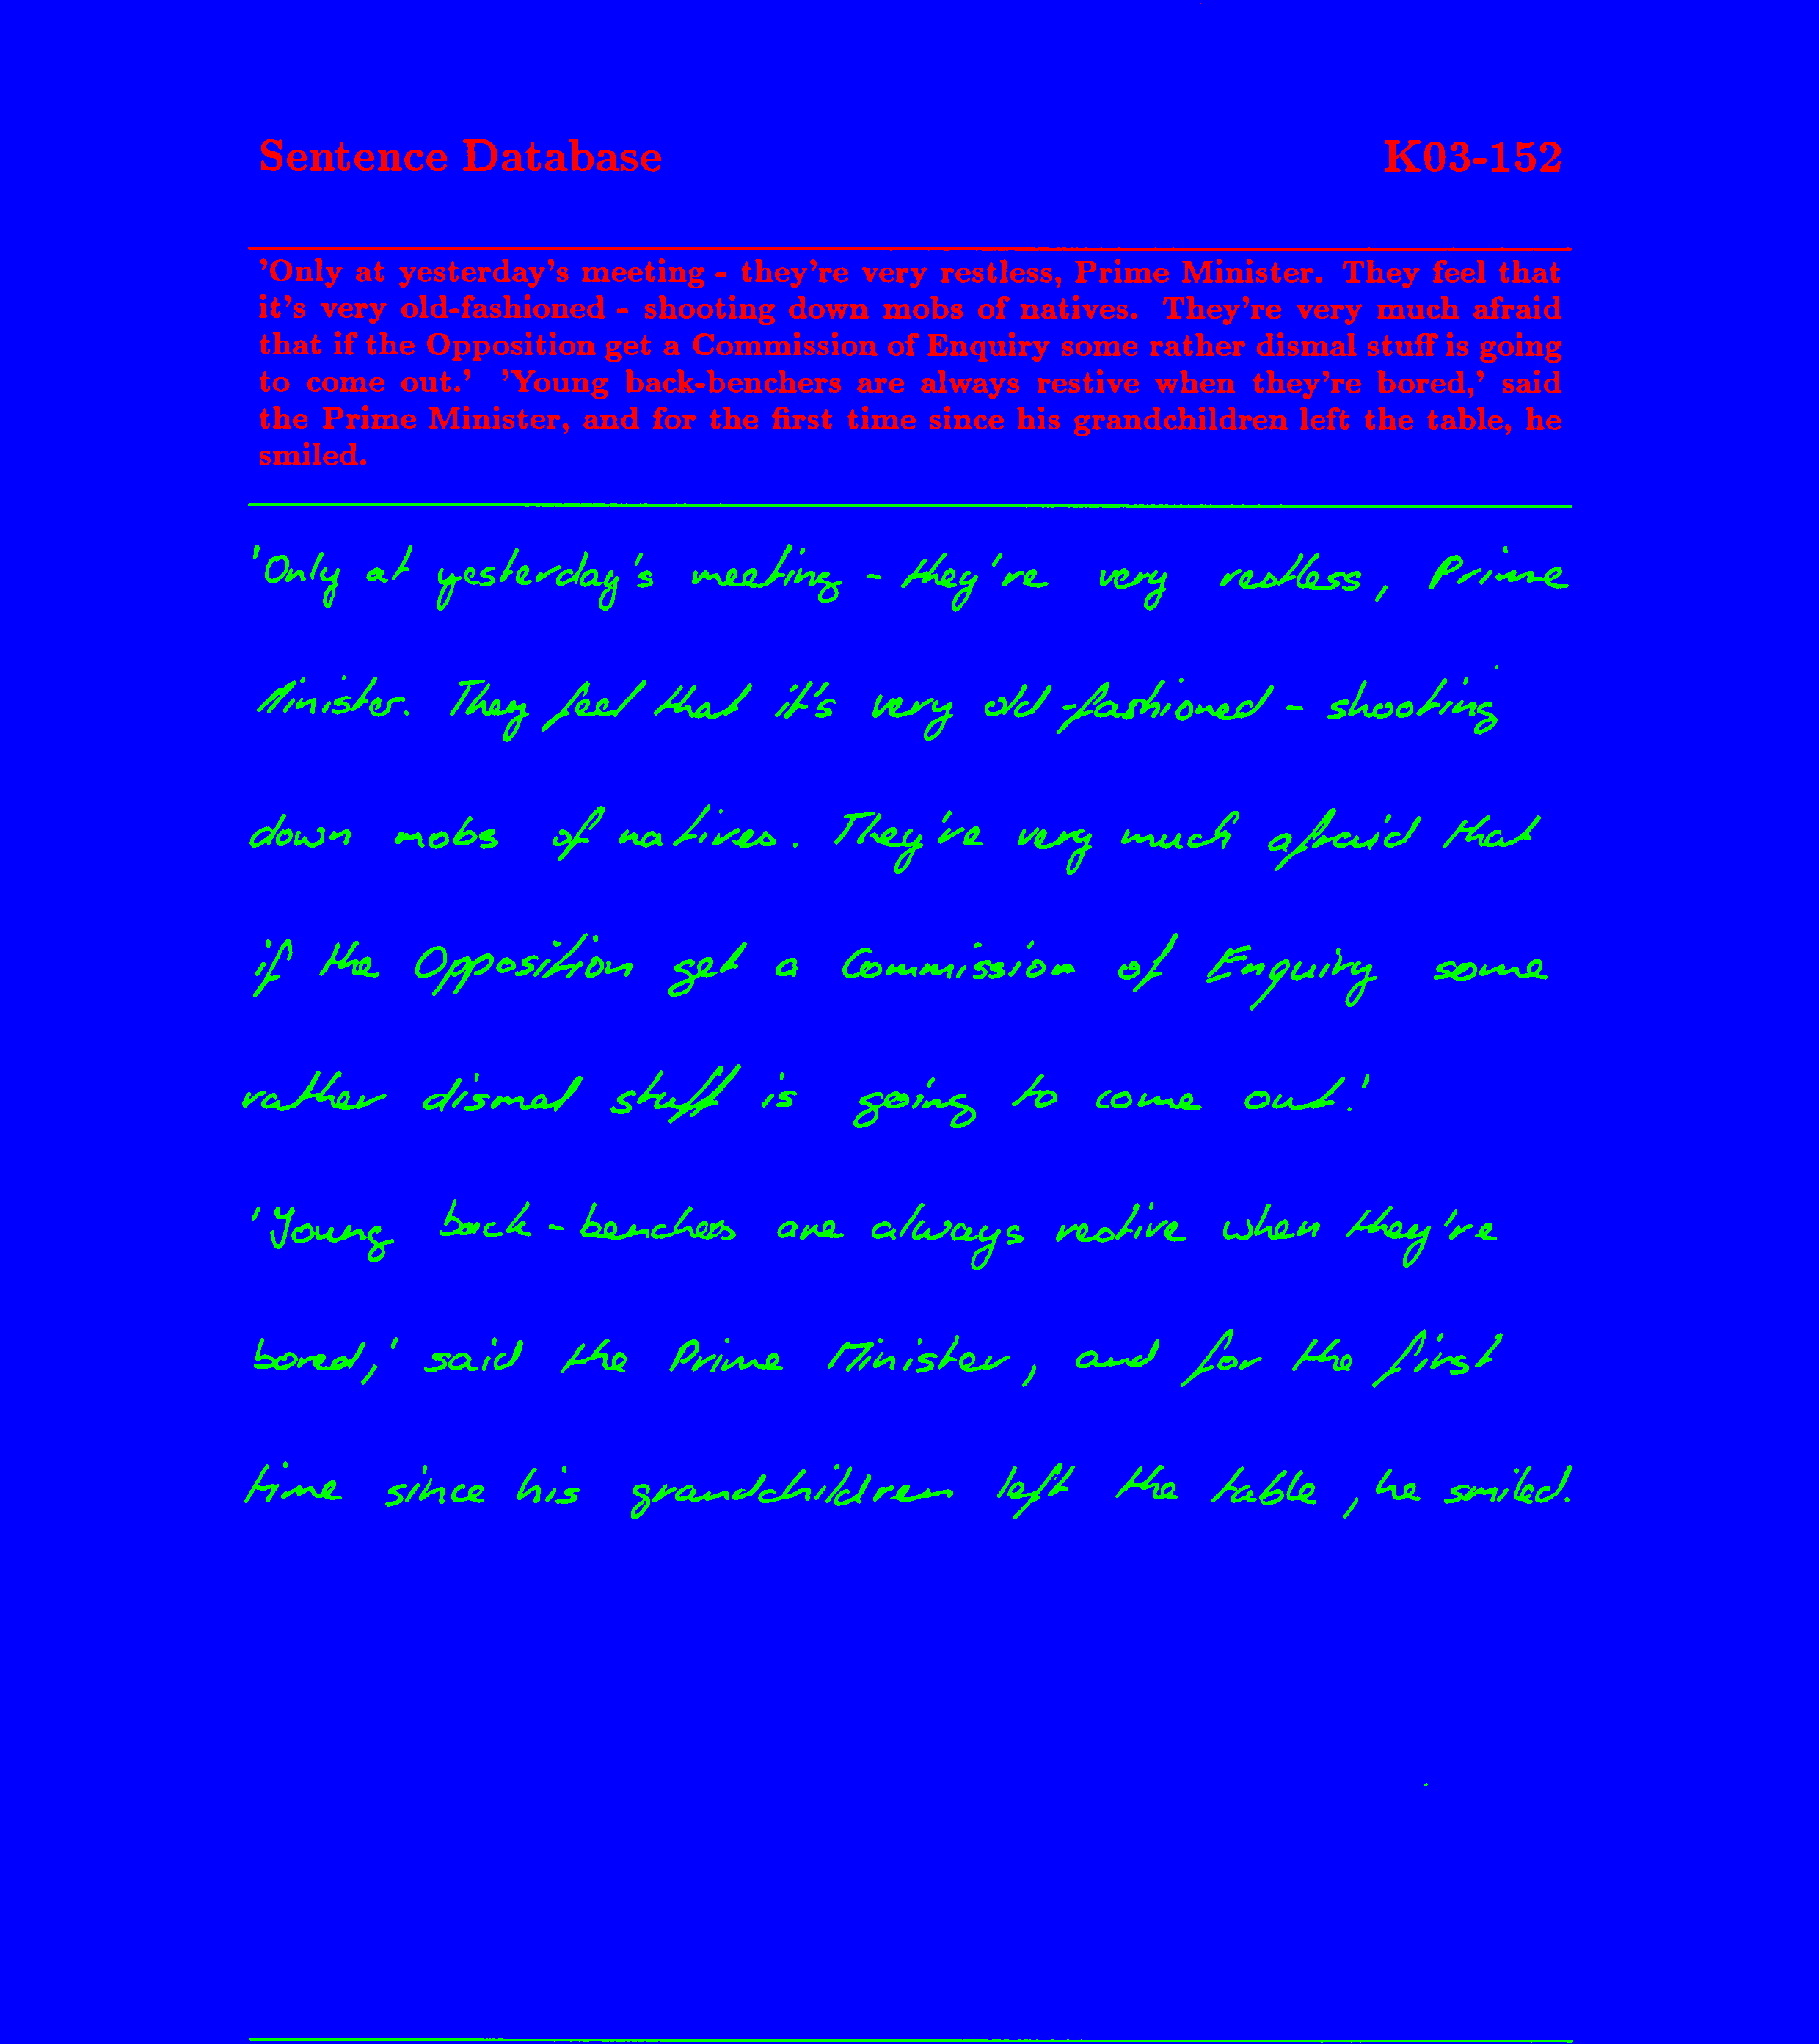 Sentence Database K03-152
'Only at yesterday's meeting - they're very restless, Prime Minister. They feel that
it's very old-fashioned - shooting down mobs of natives. They're very much afraid
that if the Opposition get a Commission of Enquiry some rather dismal stuff is going
to come out.' 'Young back-benchers are always restive when they're bored,' said
the Prime Minister, and for the first time since his grandchildren left the table, he
smiled.
'Only at yesterday's meeting - they're very restless, Prime
Minister. They feel that it's very old-fashioned - shooting
down mobs of natives. They're very much afraid that
if the Opposition get a Commission of Enquiry some
rather dismal stuff is going to come out.'
'Young back-benchers are always restive when they're
bored,' said the Prime Minister, and for the first
time since his grandchildren left the table, he smiled.